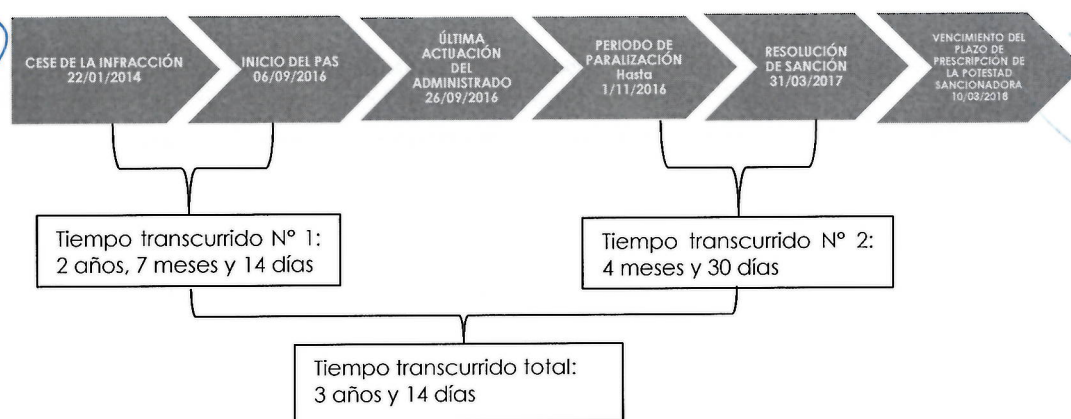 CESE DE LA INFRACCIÓN
22/01/2014
INICIO DEL PAS
06/09/2016
ÚLTIMA
ACTUACIÓN
DEL
ADMINISTRADO
26/09/2016
PERIODO DE
PARALIZACIÓN
Hasta
1/11/2016
RESOLUCIÓN
DE SANCIÓN
31/03/2017
VENCIMIENTO DEL
PLAZO DE
PRESCRIPCIÓN DE
LA POTESTAD
SANCIONADORA
10/03/2018
Tiempo transcurrido N° 1:
2 años, 7 meses y 14 días
Tiempo transcurrido N° 2:
4 meses y 30 días
Tiempo transcurrido total:
3 años y 14 días